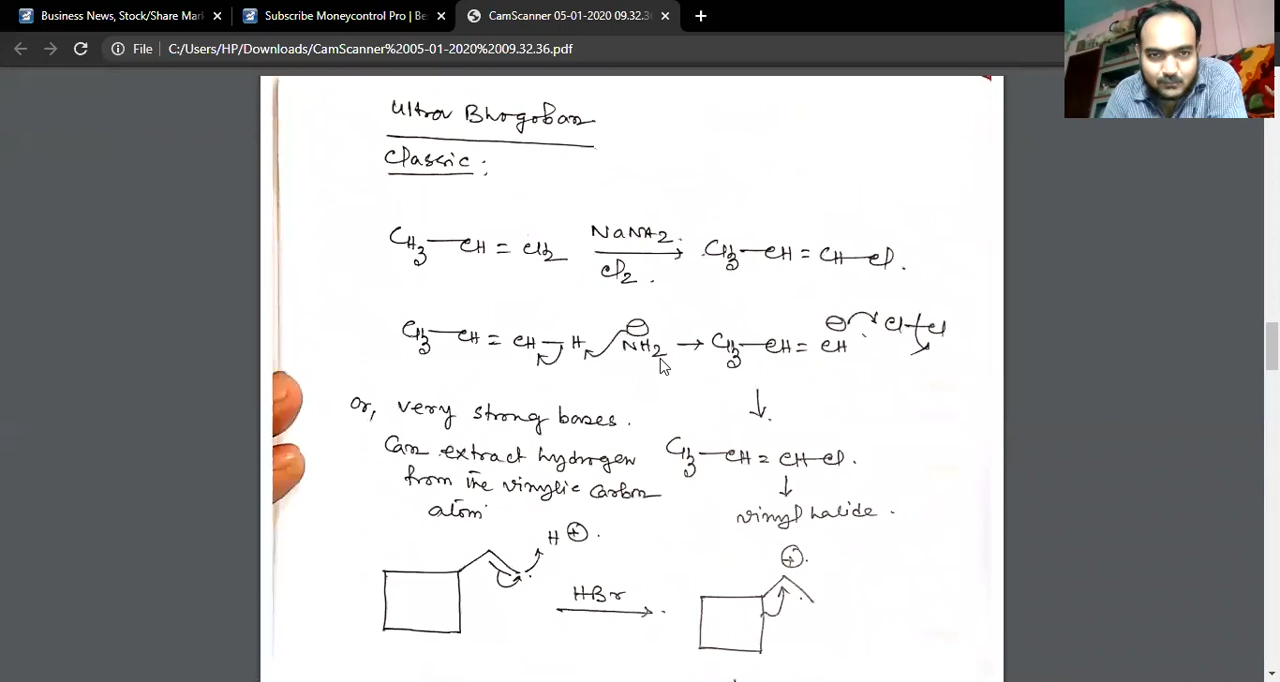 Business News, Stock/Share Mar
Subscribe Moneycontrol Pro | Be
CamScanner 05-01-2020 09.32.3
File C:/Users/HP/Downloads/CamScanner%2005-01-2020%2009.32.36.pdf
Ultra Bhogoban
Classic :
CH3—CH = CH2 NaNH2 Cl2 → CH3—CH = CH—Cl.
CH3—CH = CH—H ⊖ NH2 → CH3—CH = CH ⊖ Cl—Cl
Or, very strong bases.
Can extract hydrogen
from the vinylic carbon
atom
↓
CH3—CH = CH—Cl.
↓
vinyl halide.
H ⊕.
HBr →
⊕.